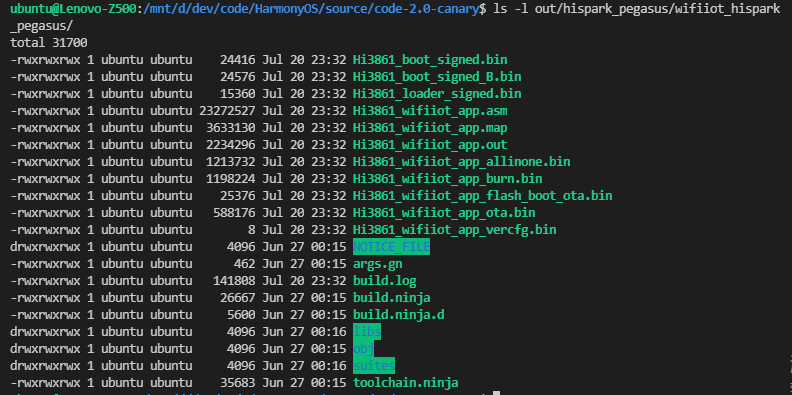 ubuntu@Lenovo-Z500:/mnt/d/dev/code/HarmonyOS/source/code-2.0-canary$ ls -l out/hispark_pegasus/wifiiot_hispark
_pegasus/
total 31700
-rwxrwxrwx 1 ubuntu ubuntu    24416 Jul 20 23:32 Hi3861_boot_signed.bin
-rwxrwxrwx 1 ubuntu ubuntu    24576 Jul 20 23:32 Hi3861_boot_signed_B.bin
-rwxrwxrwx 1 ubuntu ubuntu    15360 Jul 20 23:32 Hi3861_loader_signed.bin
-rwxrwxrwx 1 ubuntu ubuntu 23272527 Jul 20 23:32 Hi3861_wifiiot_app.asm
-rwxrwxrwx 1 ubuntu ubuntu  3633130 Jul 20 23:32 Hi3861_wifiiot_app.map
-rwxrwxrwx 1 ubuntu ubuntu  2234296 Jul 20 23:32 Hi3861_wifiiot_app.out
-rwxrwxrwx 1 ubuntu ubuntu  1213732 Jul 20 23:32 Hi3861_wifiiot_app_allinone.bin
-rwxrwxrwx 1 ubuntu ubuntu  1198224 Jul 20 23:32 Hi3861_wifiiot_app_burn.bin
-rwxrwxrwx 1 ubuntu ubuntu    25376 Jul 20 23:32 Hi3861_wifiiot_app_flash_boot_ota.bin
-rwxrwxrwx 1 ubuntu ubuntu   588176 Jul 20 23:32 Hi3861_wifiiot_app_ota.bin
-rwxrwxrwx 1 ubuntu ubuntu        8 Jul 20 23:32 Hi3861_wifiiot_app_vercfg.bin
drwxrwxrwx 1 ubuntu ubuntu     4096 Jun 27 00:15 NOTICE_FILE
-rwxrwxrwx 1 ubuntu ubuntu      462 Jun 27 00:15 args.gn
-rwxrwxrwx 1 ubuntu ubuntu   141808 Jul 20 23:32 build.log
-rwxrwxrwx 1 ubuntu ubuntu    26667 Jun 27 00:15 build.ninja
-rwxrwxrwx 1 ubuntu ubuntu     5600 Jun 27 00:15 build.ninja.d
drwxrwxrwx 1 ubuntu ubuntu     4096 Jun 27 00:16 libs
drwxrwxrwx 1 ubuntu ubuntu     4096 Jun 27 00:15 obj
drwxrwxrwx 1 ubuntu ubuntu     4096 Jun 27 00:16 suites
-rwxrwxrwx 1 ubuntu ubuntu    35683 Jun 27 00:15 toolchain.ninja